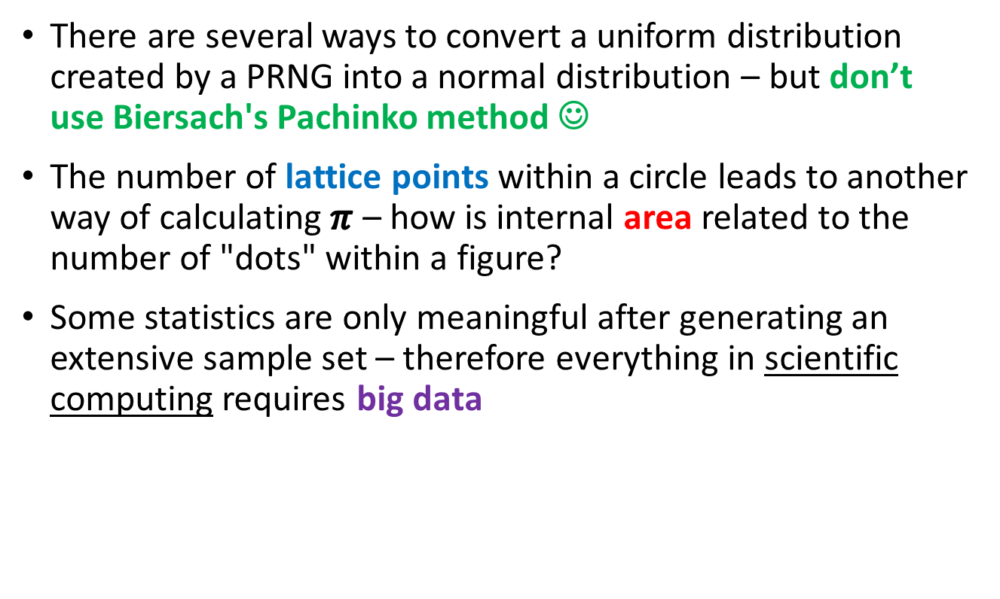 • There are several ways to convert a uniform distribution
created by a PRNG into a normal distribution – but don’t
use Biersach's Pachinko method ☺
• The number of lattice points within a circle leads to another
way of calculating 𝝅 – how is internal area related to the
number of "dots" within a figure?
• Some statistics are only meaningful after generating an
extensive sample set – therefore everything in scientific
computing requires big data